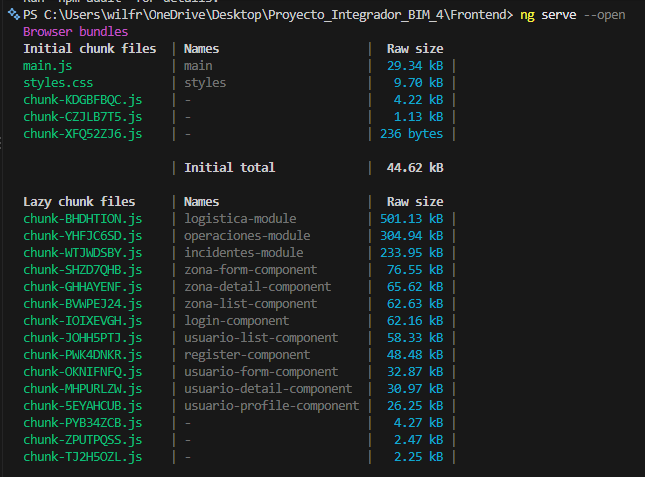 Run `npm audit` for details.
PS C:\Users\wilfr\OneDrive\Desktop\Proyecto_Integrador_BIM_4\Frontend> ng serve --open
Browser bundles
Initial chunk files | Names | Raw size
main.js | main | 29.34 kB |
styles.css | styles | 9.70 kB |
chunk-KDGBFBQC.js | - | 4.22 kB |
chunk-CZJLB7T5.js | - | 1.13 kB |
chunk-XFQ52ZJ6.js | - | 236 bytes |
| Initial total | 44.62 kB
Lazy chunk files | Names | Raw size
chunk-BHDHTION.js | logistica-module | 501.13 kB |
chunk-YHFJC6SD.js | operaciones-module | 304.94 kB |
chunk-WTJWDSBY.js | incidentes-module | 233.95 kB |
chunk-SHZD7QHB.js | zona-form-component | 76.55 kB |
chunk-GHHAYENF.js | zona-detail-component | 65.62 kB |
chunk-BVWPEJ24.js | zona-list-component | 62.63 kB |
chunk-IOIXEVGH.js | login-component | 62.16 kB |
chunk-JOHH5PTJ.js | usuario-list-component | 58.33 kB |
chunk-PWK4DNKR.js | register-component | 48.48 kB |
chunk-OKNIFNFQ.js | usuario-form-component | 32.87 kB |
chunk-MHPURLZW.js | usuario-detail-component | 30.97 kB |
chunk-5EYAHCUB.js | usuario-profile-component | 26.25 kB |
chunk-PYB34ZCB.js | - | 4.27 kB |
chunk-ZPUTPQSS.js | - | 2.47 kB |
chunk-TJ2H5OZL.js | - | 2.25 kB |